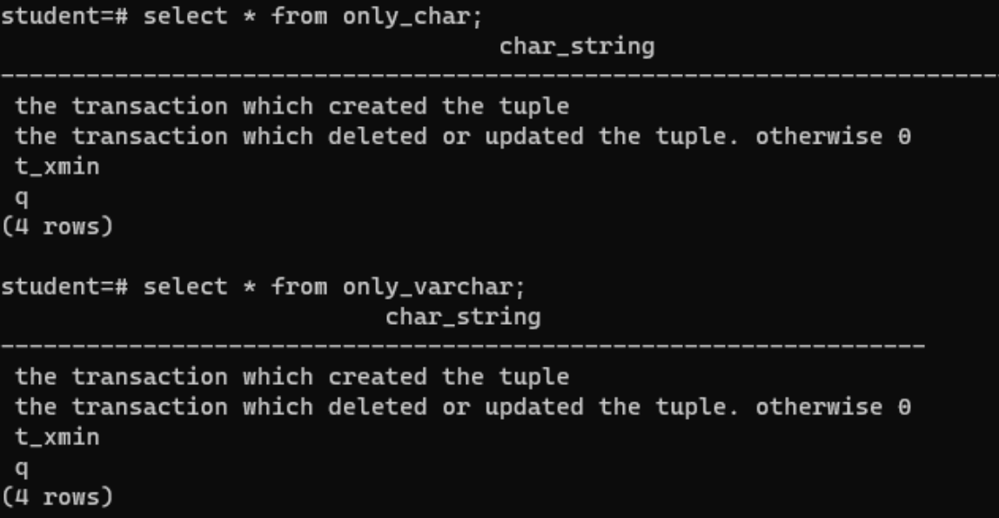 student=# select * from only_char;
char_string
----------------------------------------------------------------------
the transaction which created the tuple
the transaction which deleted or updated the tuple. otherwise 0
t_xmin
q
(4 rows)
student=# select * from only_varchar;
char_string
-----------------------------------------------------------------
the transaction which created the tuple
the transaction which deleted or updated the tuple. otherwise 0
t_xmin
q
(4 rows)